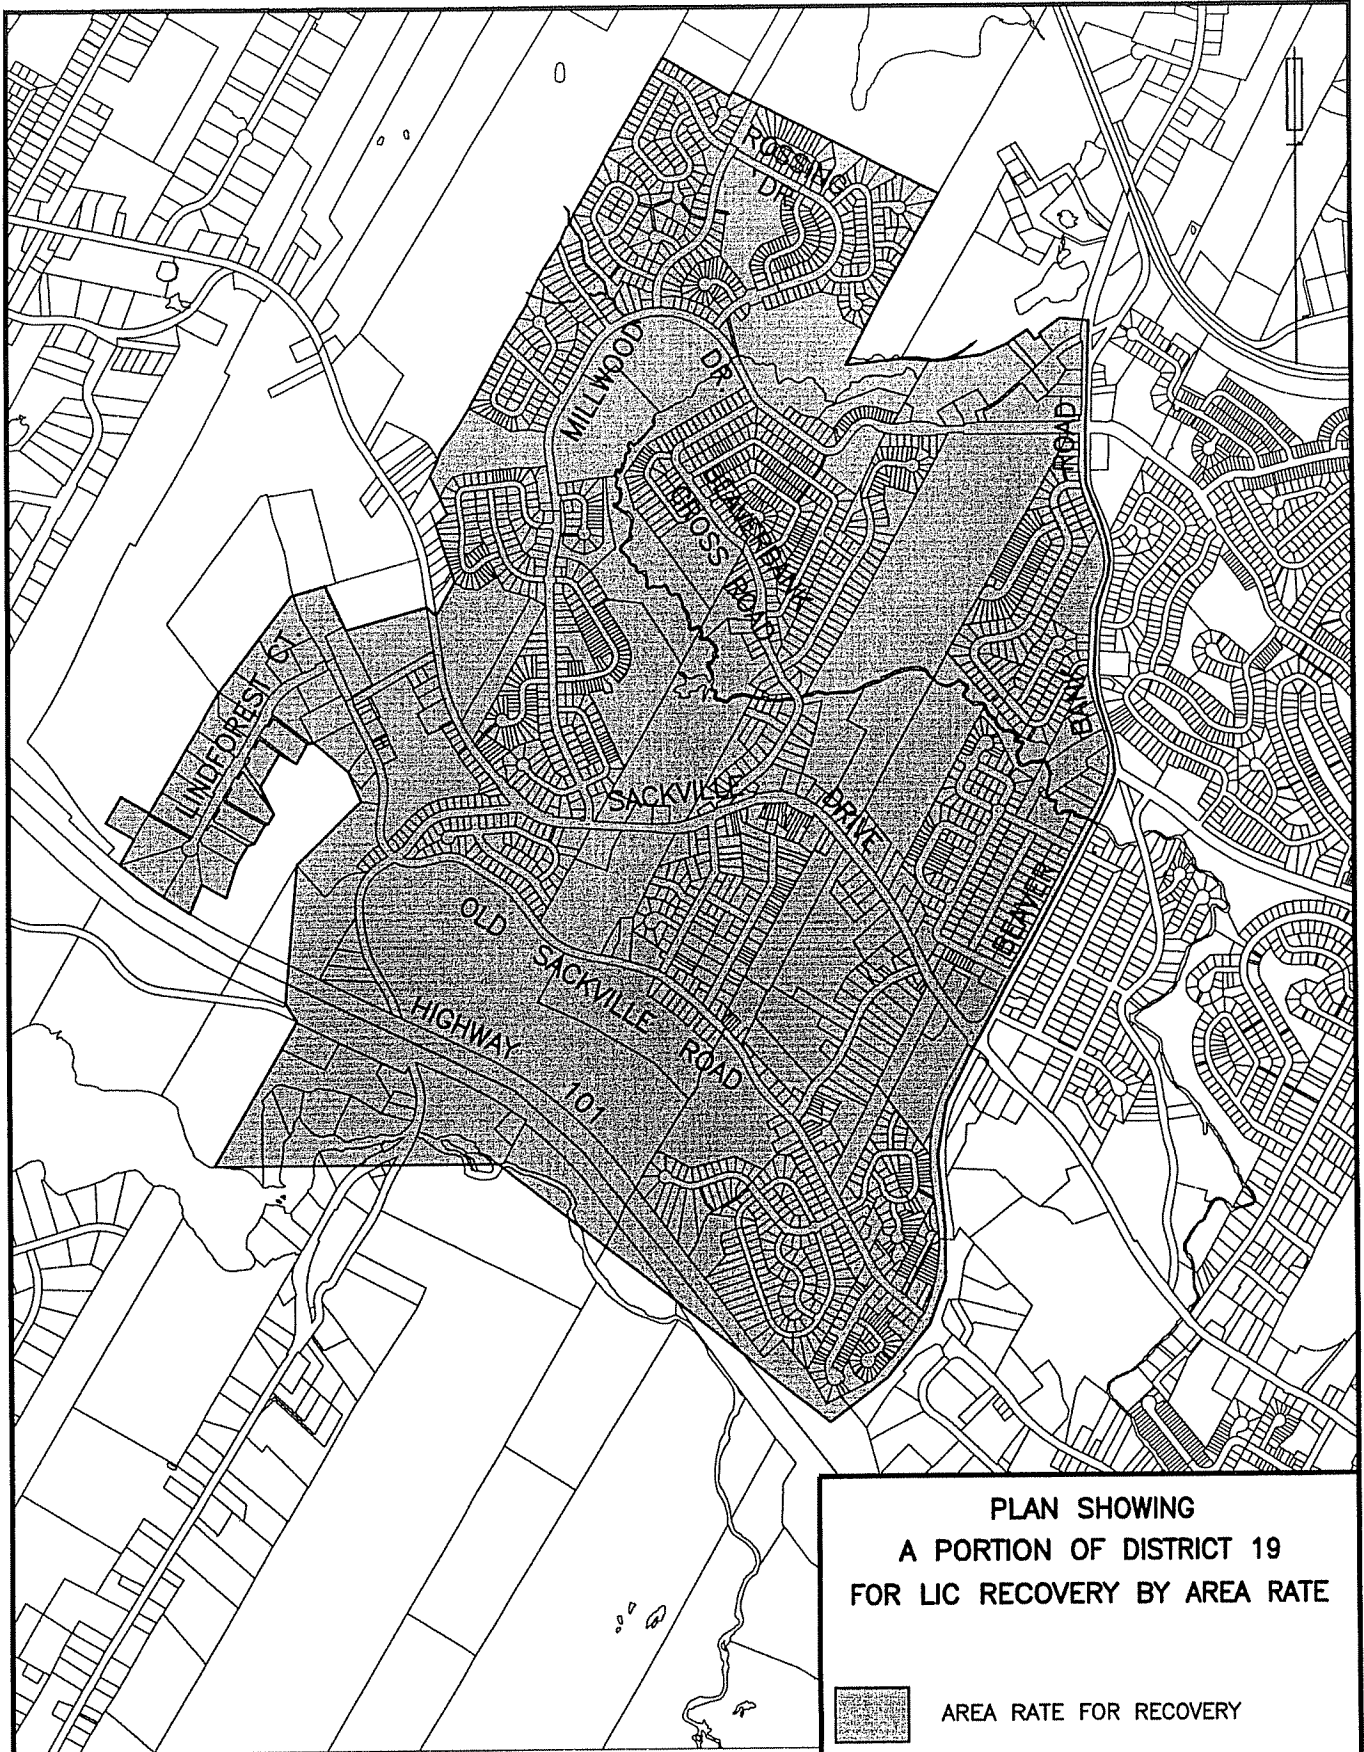 ROSSING
DR
MILLWOOD
DR
ROAD
BEAVERBANK
CROSS ROAD
LINDFOREST CT.
BANK
SACKVILLE
DRIVE
BEAVER
OLD
SACKVILLE
ROAD
HIGHWAY
101
PLAN SHOWING
A PORTION OF DISTRICT 19
FOR LIC RECOVERY BY AREA RATE
AREA RATE FOR RECOVERY